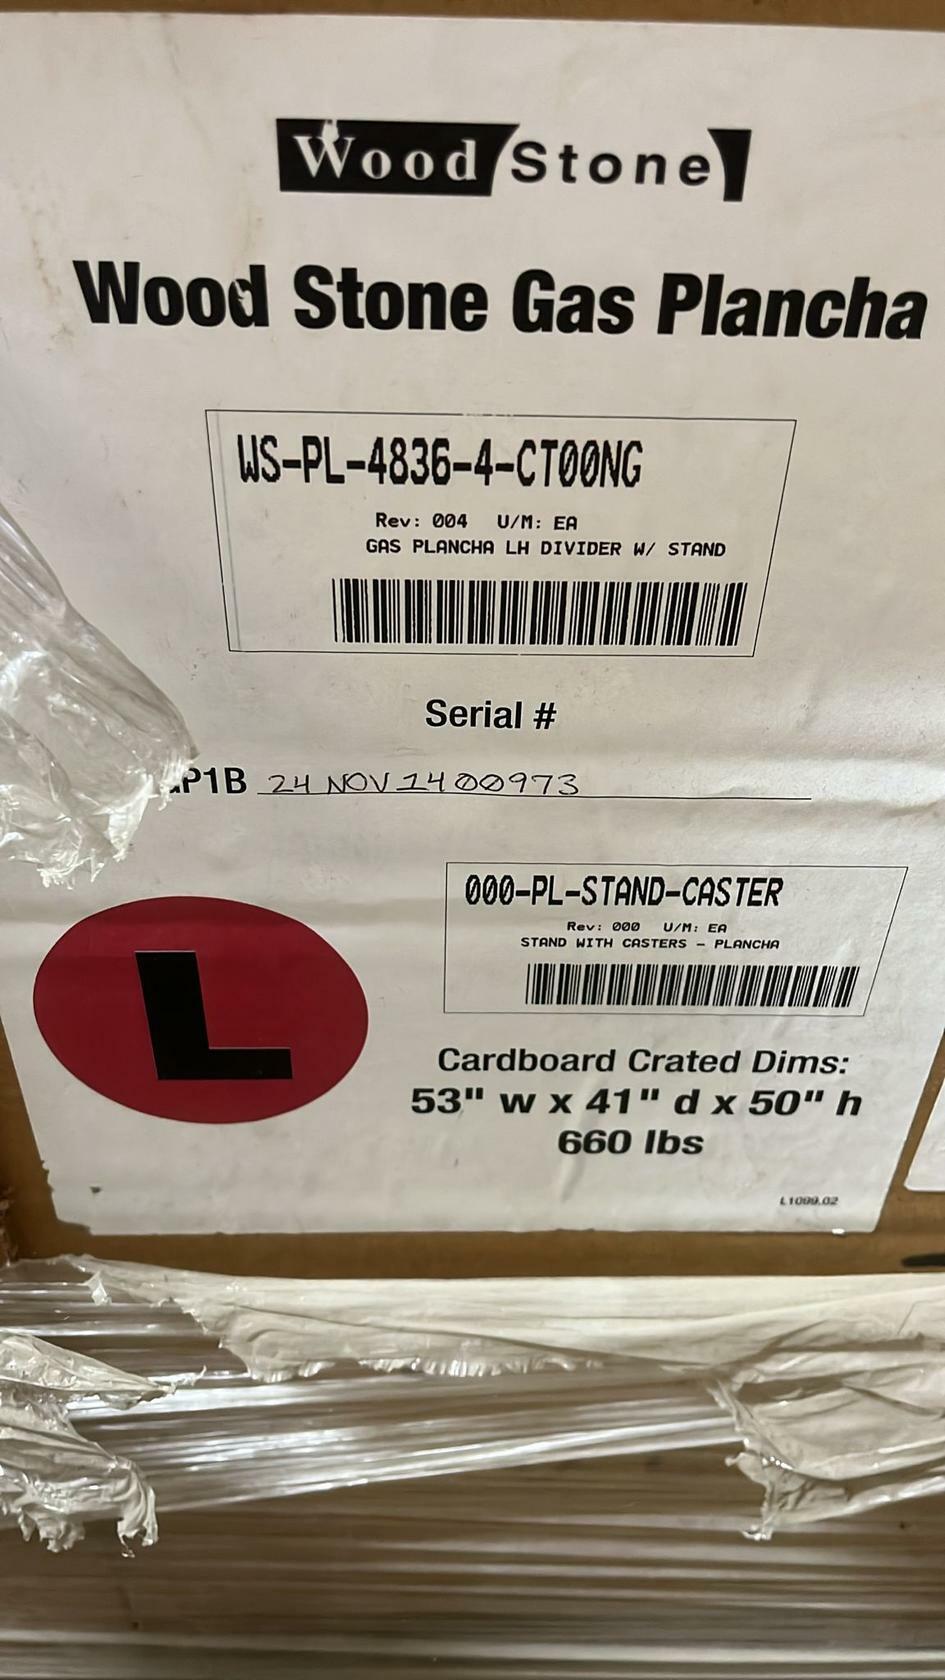 Wood Stone
Wood Stone Gas Plancha
WS-PL-4836-4-CT00NG
Rev: 004 U/M: EA
GAS PLANCHA LH DIVIDER W/ STAND
Serial #
P1B 24 NOV 1400973
000-PL-STAND-CASTER
Rev: 000 U/M: EA
STAND WITH CASTERS - PLANCHA
L
Cardboard Crated Dims:
53" w x 41" d x 50" h
660 lbs
L1099.02